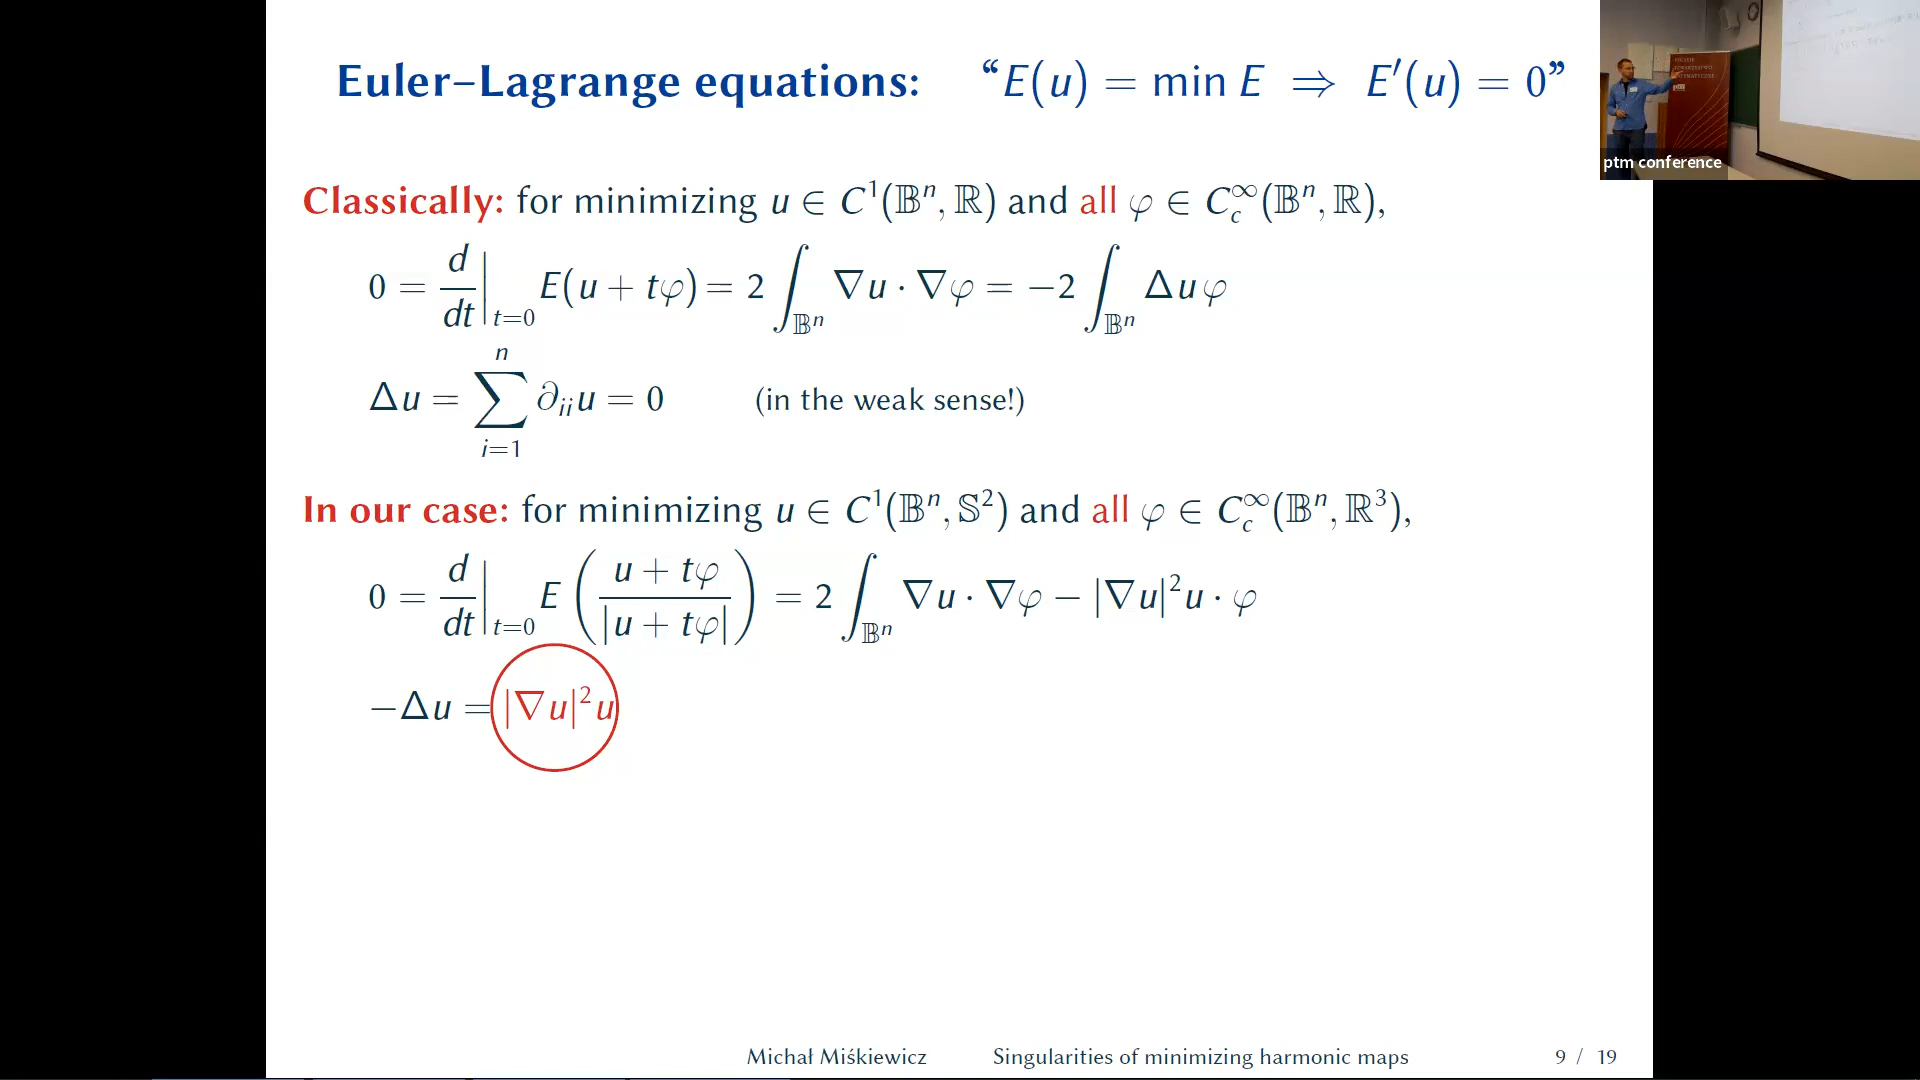 Euler–Lagrange equations: “E(u) = min E ⇒ E′(u) = 0”
ptm conference
Classically: for minimizing u ∈ C¹(𝔹ⁿ, ℝ) and all φ ∈ C_c^∞(𝔹ⁿ, ℝ),
0 = d/dt|_{t=0} E(u + tφ) = 2 ∫_{𝔹ⁿ} ∇u · ∇φ = −2 ∫_{𝔹ⁿ} Δu φ
Δu = ∑_{i=1}^{n} ∂_{ii}u = 0 (in the weak sense!)
In our case: for minimizing u ∈ C¹(𝔹ⁿ, 𝕊²) and all φ ∈ C_c^∞(𝔹ⁿ, ℝ³),
0 = d/dt|_{t=0} E((u + tφ)/|u + tφ|) = 2 ∫_{𝔹ⁿ} ∇u · ∇φ − |∇u|²u · φ
−Δu = |∇u|²u
Michał Miśkiewicz Singularities of minimizing harmonic maps 9 / 19